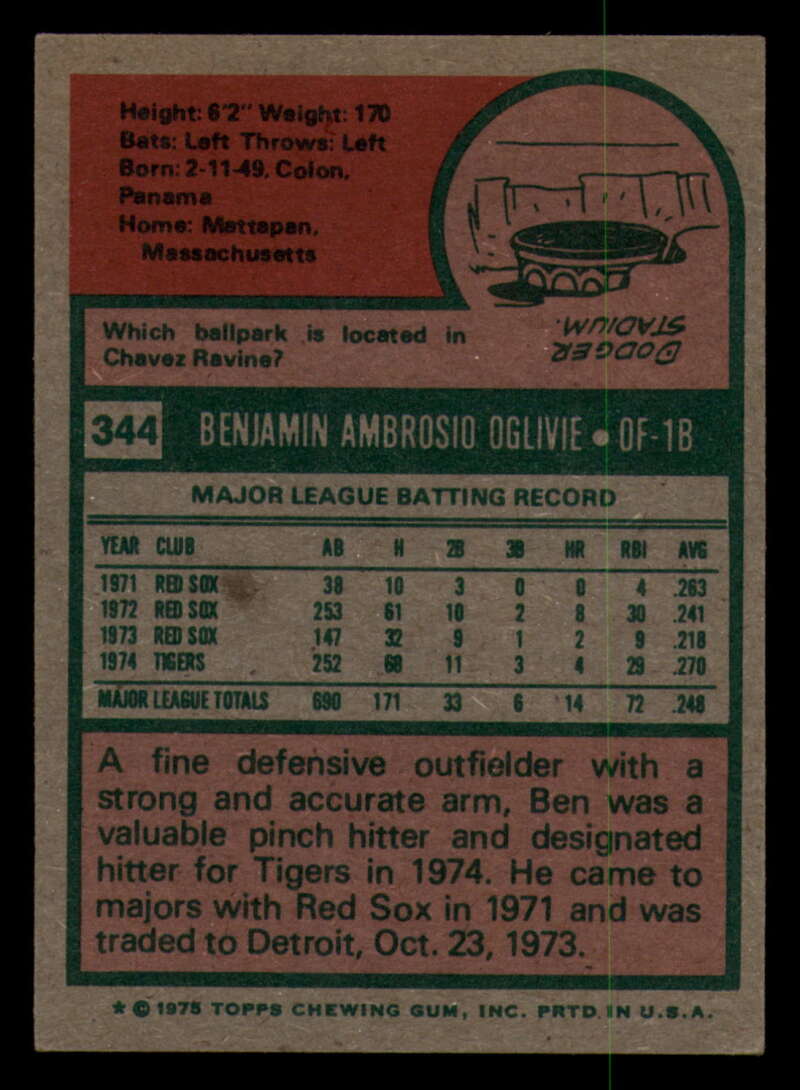 Height: 6'2" Weight: 170
Bats: Left Throws: Left
Born: 2-11-49, Colon,
Panama
Home: Mattapan,
Massachusetts
Which ballpark is located in
Chavez Ravine?
DODGER
STADIUM.
344 BENJAMIN AMBROSIO OGLIVIE • OF-1B
MAJOR LEAGUE BATTING RECORD
YEAR CLUB AB H 2B 3B HR RBI AVG
1971 RED SOX 38 10 3 0 0 4 .263
1972 RED SOX 253 61 10 2 8 30 .241
1973 RED SOX 147 32 9 1 2 9 .218
1974 TIGERS 252 68 11 3 4 29 .270
MAJOR LEAGUE TOTALS 690 171 33 6 14 72 .248
A fine defensive outfielder with a
strong and accurate arm, Ben was a
valuable pinch hitter and designated
hitter for Tigers in 1974. He came to
majors with Red Sox in 1971 and was
traded to Detroit, Oct. 23, 1973.
* © 1975 TOPPS CHEWING GUM, INC. PRTD. IN U.S.A.